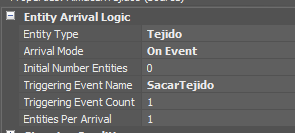 Entity Arrival Logic
Entity Type Tejido
Arrival Mode On Event
Initial Number Entities 0
Triggering Event Name SacarTejido
Triggering Event Count 1
Entities Per Arrival 1